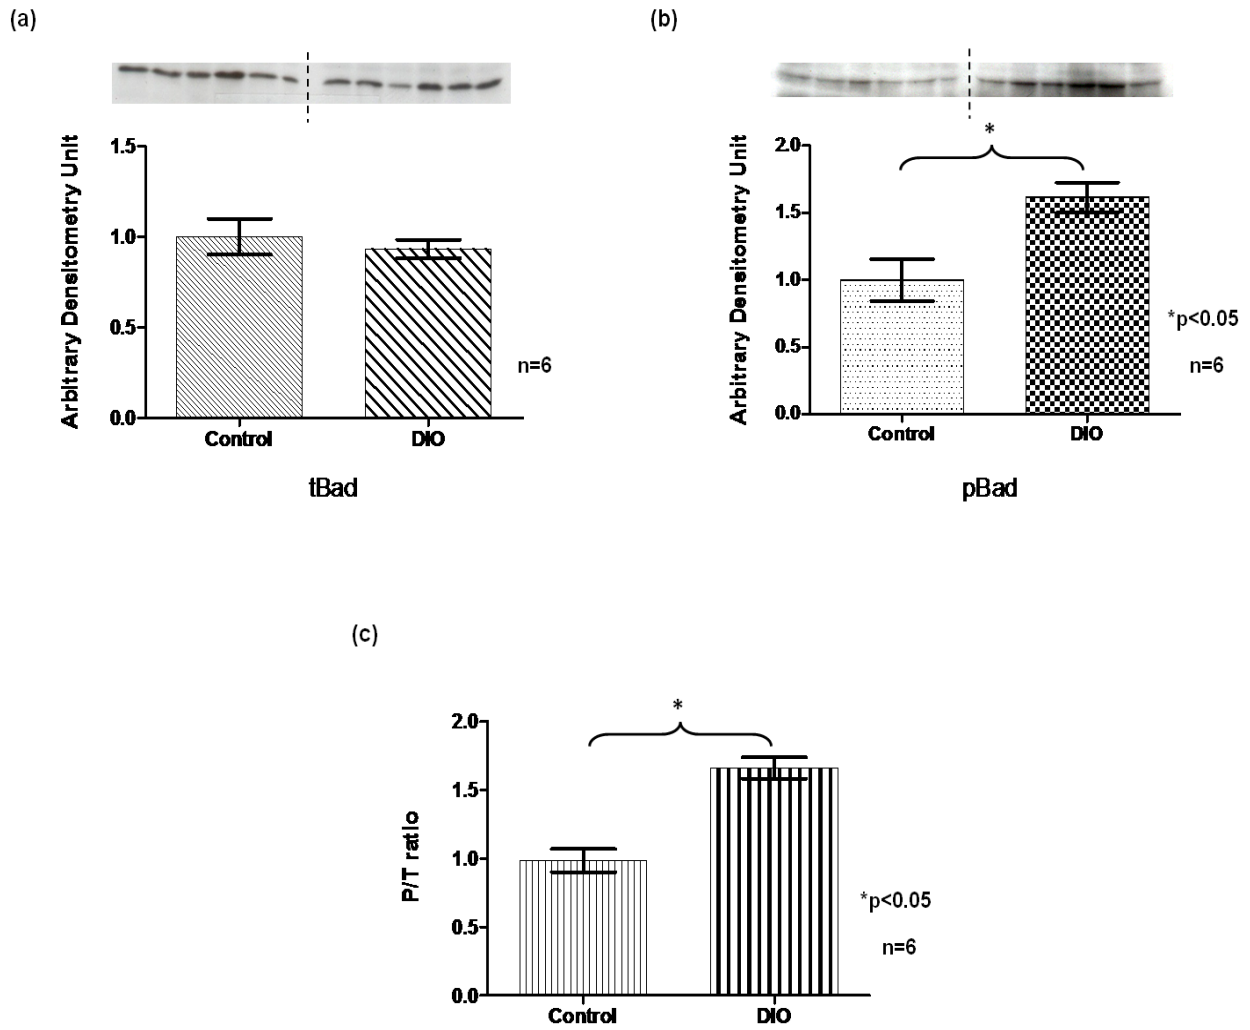 (a)
Arbitrary Densitometry Unit
1.5
1.0
0.5
0.0
Control DIO
n=6
tBad
(b)
*
Arbitrary Densitometry Unit
2.0
1.5
1.0
0.5
0.0
Control DIO
*p<0.05
n=6
pBad
(c)
*
P/T ratio
2.0
1.5
1.0
0.5
0.0
Control DIO
*p<0.05
n=6